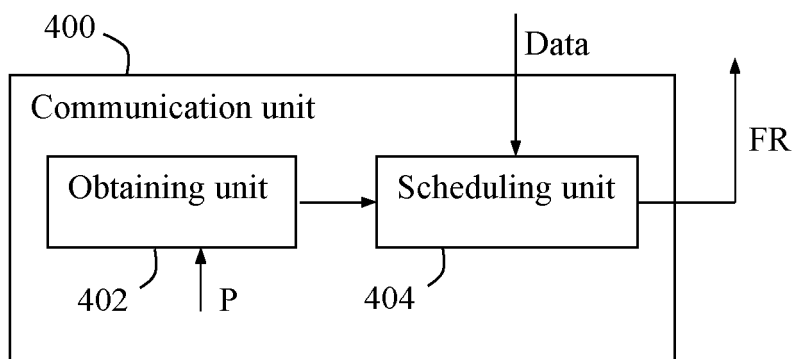 400
Data
Communication unit
FR
Obtaining unit
Scheduling unit
402
P
404